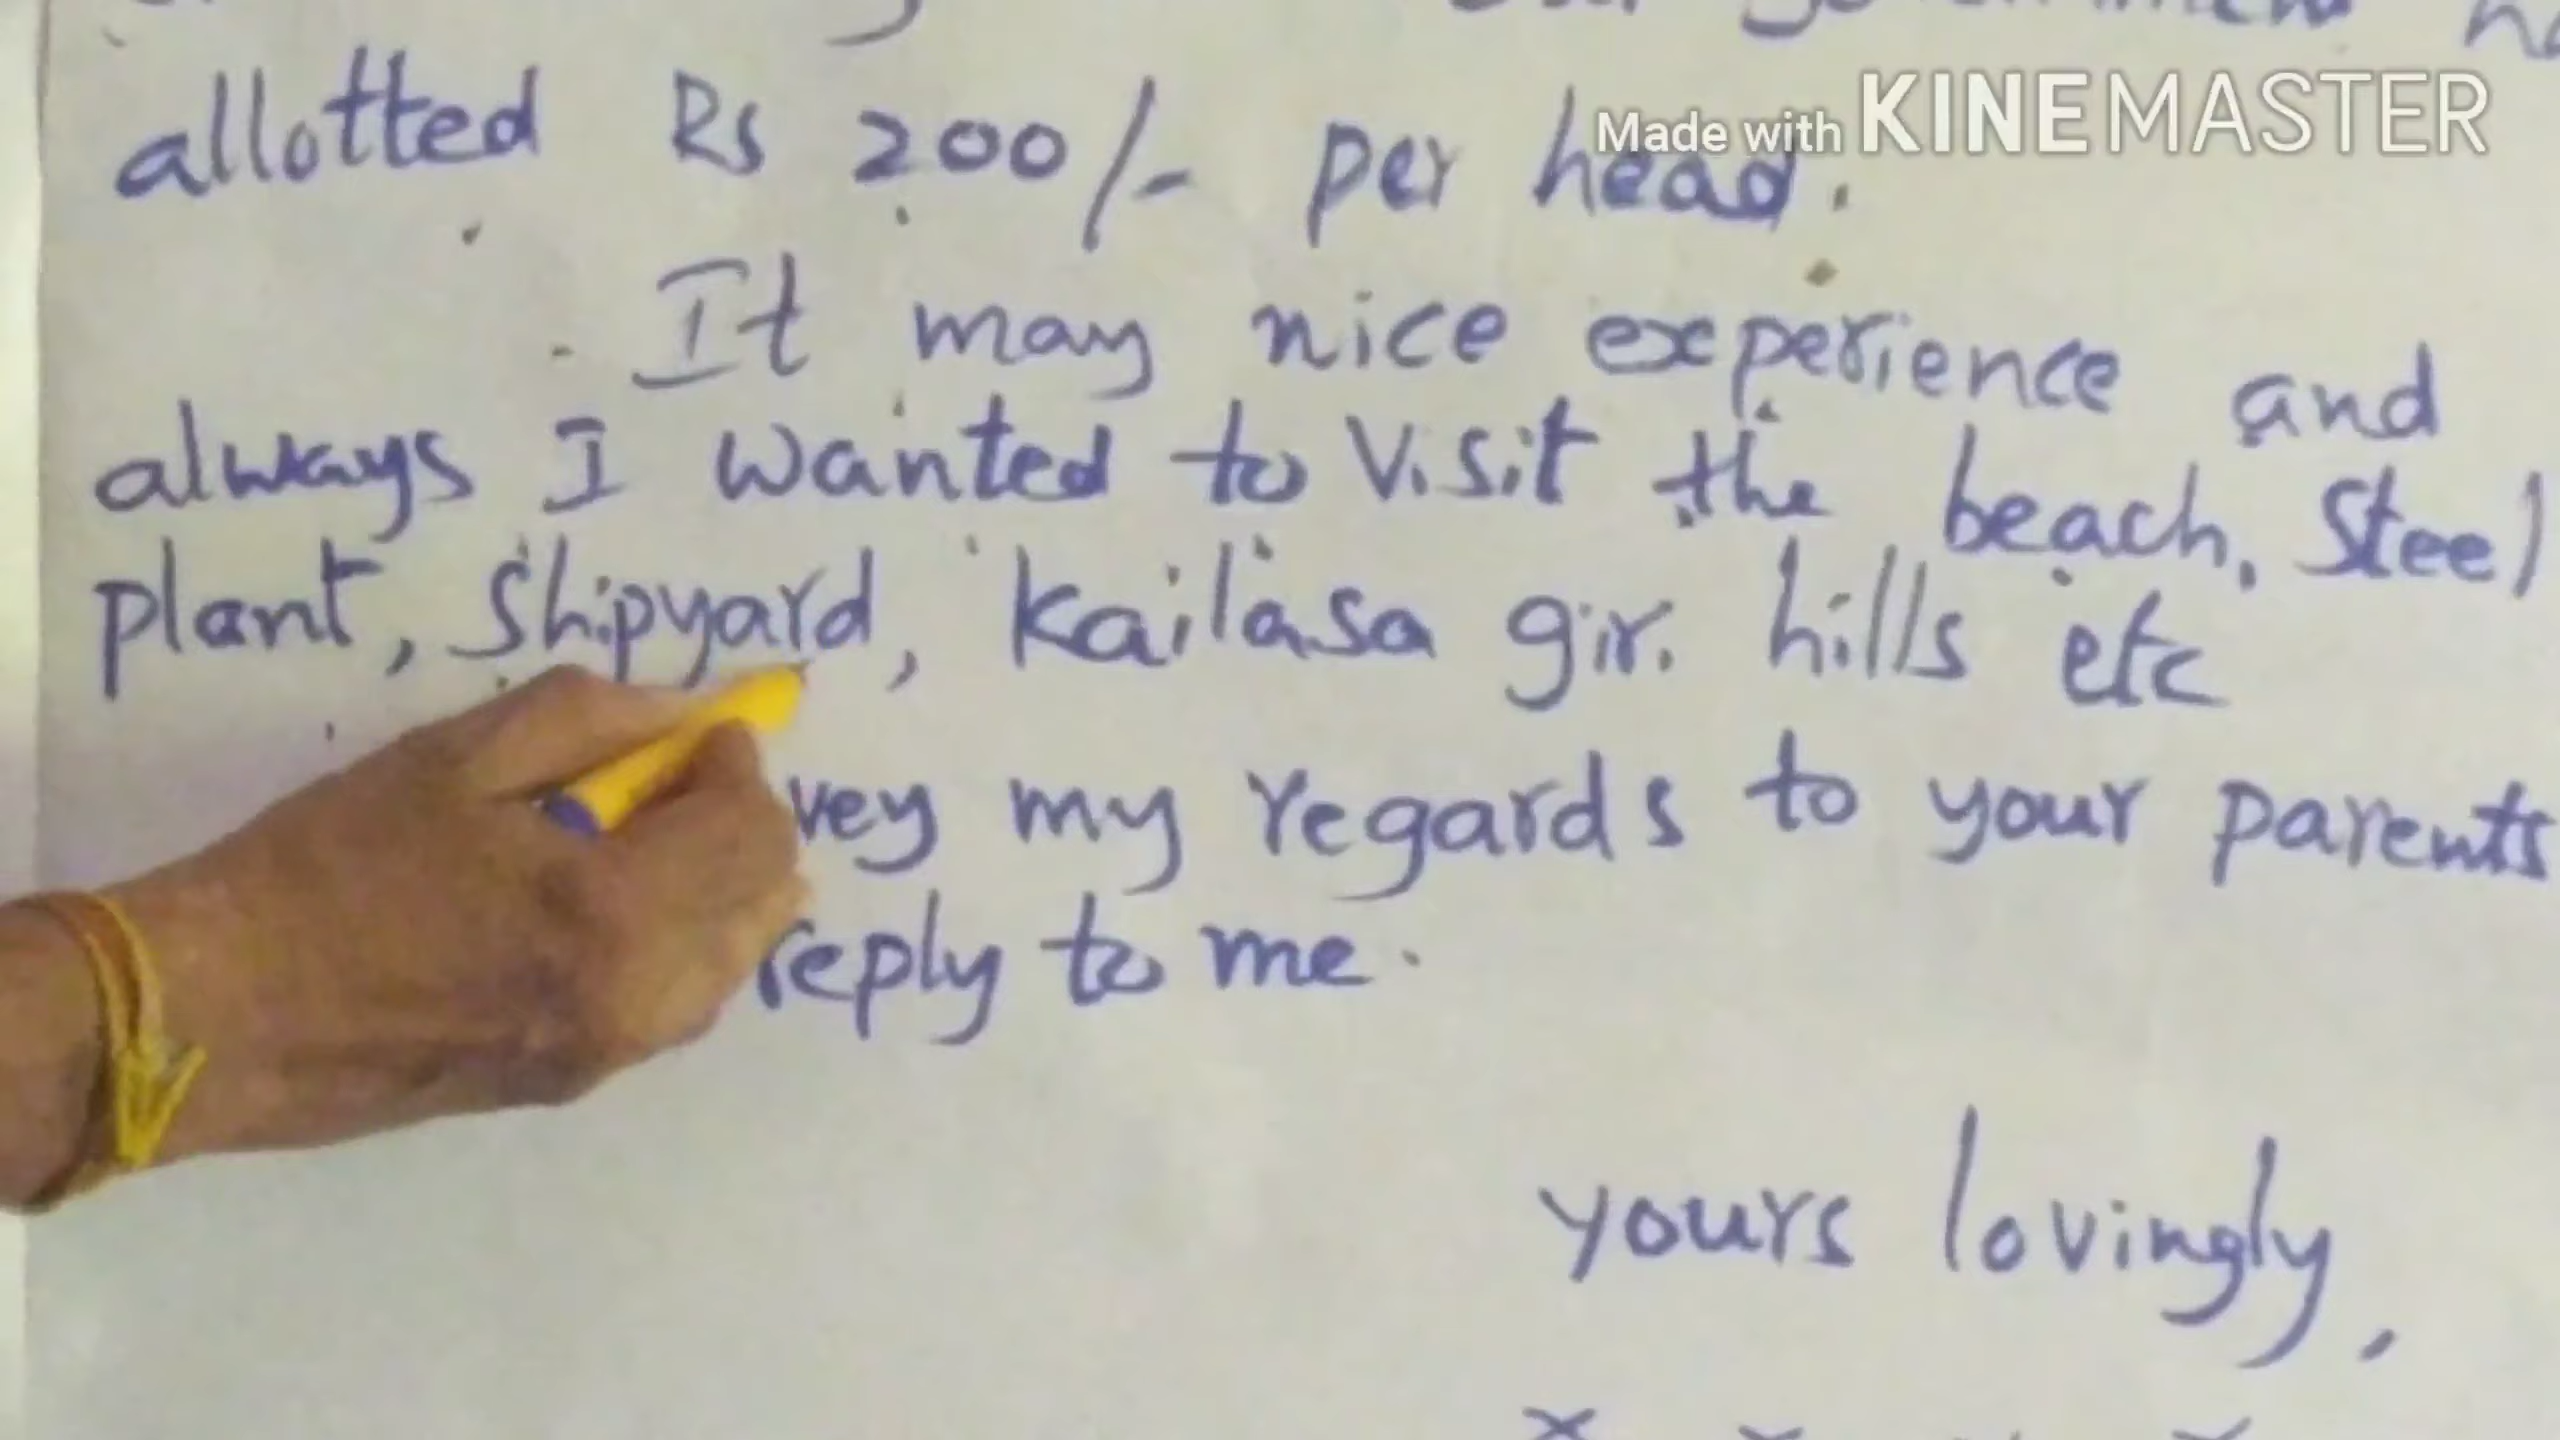 government
allotted Rs 200/- per head.
Made with KINEMASTER
It may nice experience and
always I wanted to visit the beach, Steel
plant, Shipyard, Kailasa giri hills etc
vey my regards to your parents
reply to me.
yours lovingly,